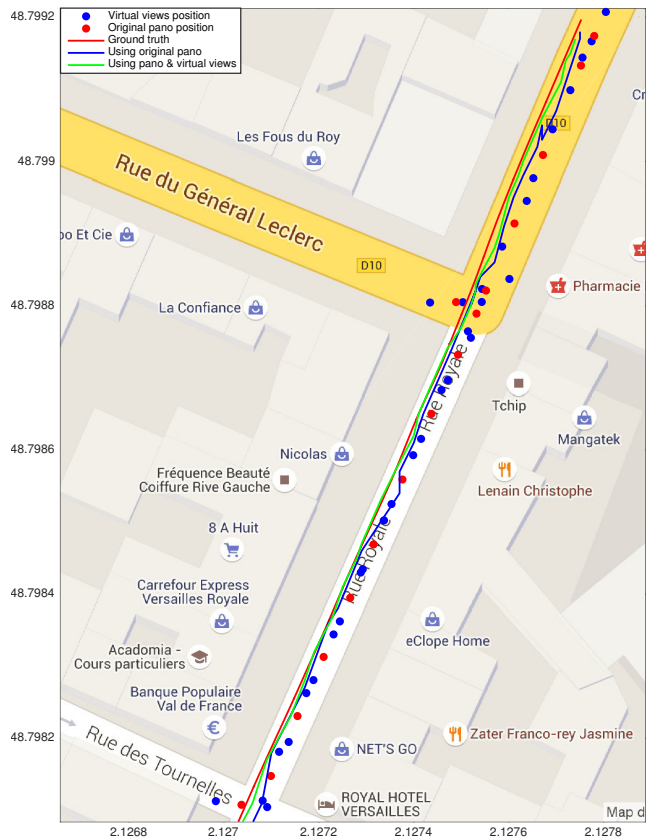 48.7992
48.799
48.7988
48.7986
48.7984
48.7982
Virtual views position
Original pano position
Ground truth
Using original pano
Using pano & virtual views
D10
Cr
Les Fous du Roy
Rue du Général Leclerc
oo Et Cie
D10
Pharmacie
La Confiance
Rue Royale
Tchip
Mangatek
Nicolas
Lenain Christophe
Fréquence Beauté
Coiffure Rive Gauche
8 A Huit
Rue Royale
Carrefour Express
Versailles Royale
eClope Home
Acadomia -
Cours particuliers
Banque Populaire
Val de France
€
Zater Franco-rey Jasmine
NET'S GO
Rue des Tournelles
ROYAL HOTEL
VERSAILLES
Map d
2.1268
2.127
2.1272
2.1274
2.1276
2.1278